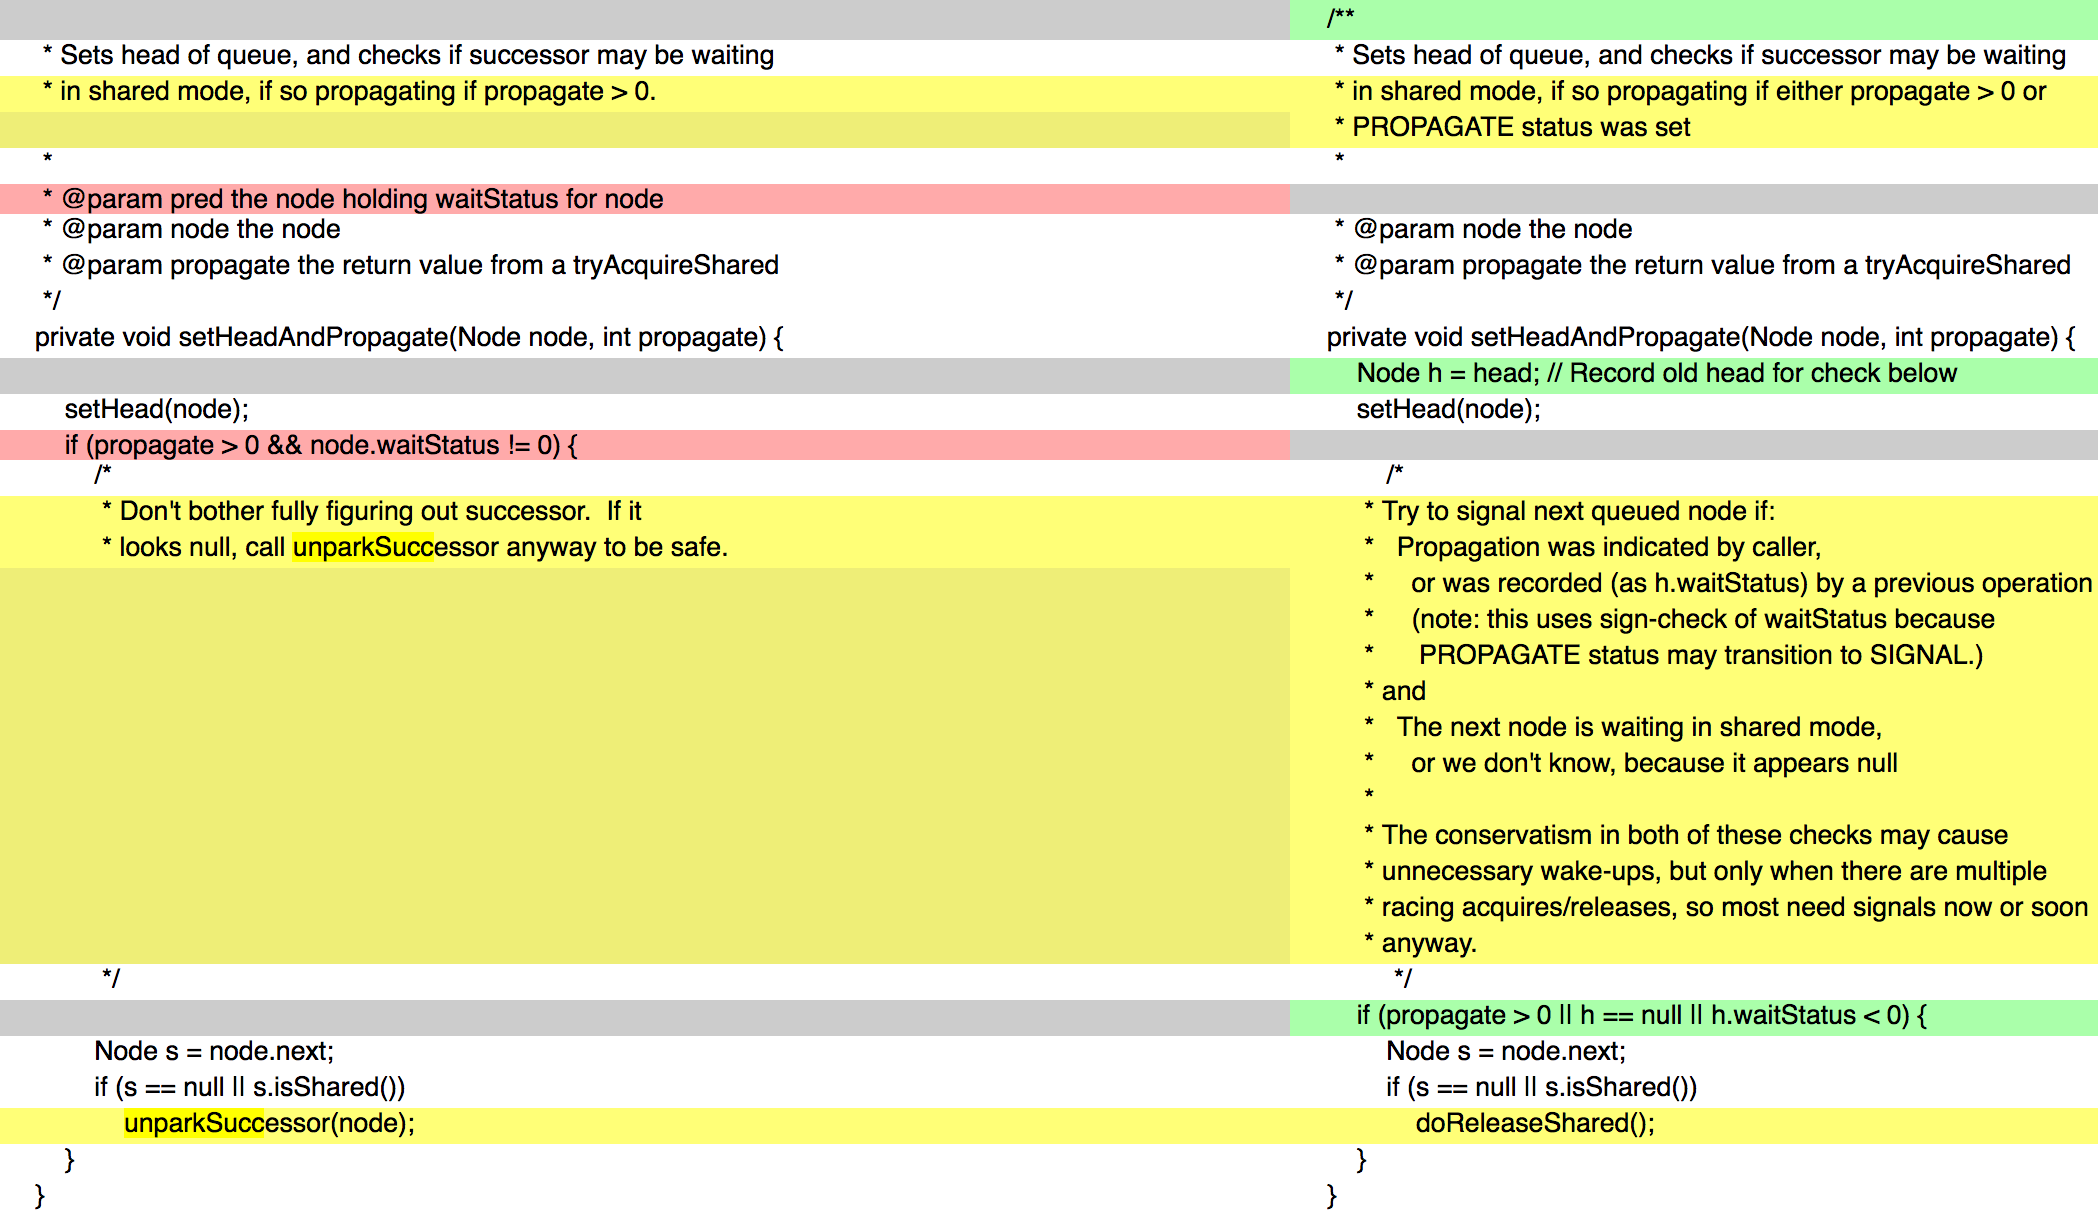 * Sets head of queue, and checks if successor may be waiting
* in shared mode, if so propagating if propagate > 0.
*
* @param pred the node holding waitStatus for node
* @param node the node
* @param propagate the return value from a tryAcquireShared
*/
private void setHeadAndPropagate(Node node, int propagate) {
setHead(node);
if (propagate > 0 && node.waitStatus != 0) {
/*
* Don't bother fully figuring out successor.  If it
* looks null, call unparkSuccessor anyway to be safe.
*/
Node s = node.next;
if (s == null || s.isShared())
unparkSuccessor(node);
}
}
/**
* Sets head of queue, and checks if successor may be waiting
* in shared mode, if so propagating if either propagate > 0 or
* PROPAGATE status was set
*
* @param node the node
* @param propagate the return value from a tryAcquireShared
*/
private void setHeadAndPropagate(Node node, int propagate) {
Node h = head; // Record old head for check below
setHead(node);
/*
* Try to signal next queued node if:
*   Propagation was indicated by caller,
*     or was recorded (as h.waitStatus) by a previous operation
*     (note: this uses sign-check of waitStatus because
*      PROPAGATE status may transition to SIGNAL.)
* and
*   The next node is waiting in shared mode,
*     or we don't know, because it appears null
*
* The conservatism in both of these checks may cause
* unnecessary wake-ups, but only when there are multiple
* racing acquires/releases, so most need signals now or soon
* anyway.
*/
if (propagate > 0 || h == null || h.waitStatus < 0) {
Node s = node.next;
if (s == null || s.isShared())
doReleaseShared();
}
}